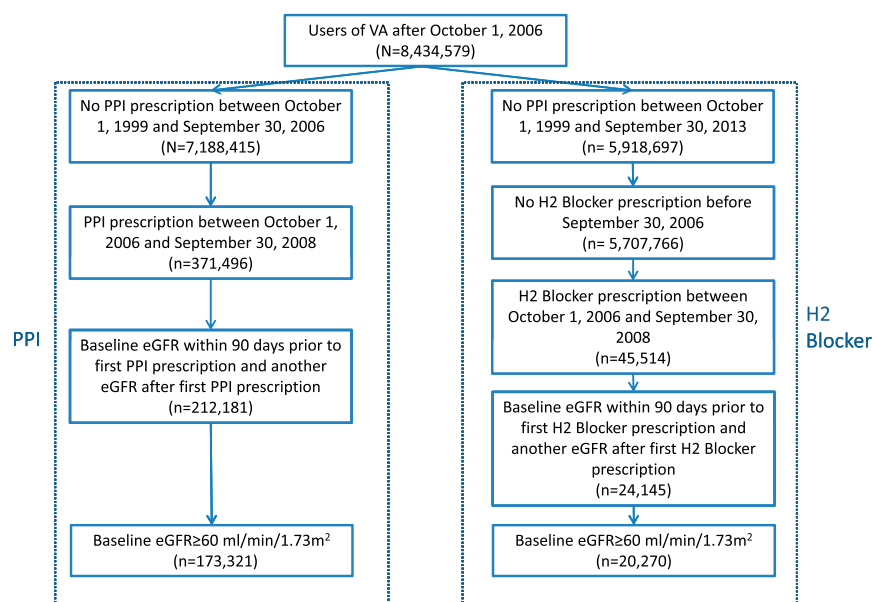 Users of VA after October 1, 2006
(N=8,434,579)
PPI
No PPI prescription between October
1, 1999 and September 30, 2006
(N=7,188,415)
PPI prescription between October 1,
2006 and September 30, 2008
(n=371,496)
Baseline eGFR within 90 days prior to
first PPI prescription and another
eGFR after first PPI prescription
(n=212,181)
Baseline eGFR≥60 ml/min/1.73m²
(n=173,321)
No PPI prescription between October
1, 1999 and September 30, 2013
(n= 5,918,697)
No H2 Blocker prescription before
September 30, 2006
(n= 5,707,766)
H2 Blocker prescription between
October 1, 2006 and September 30,
2008
(n=45,514)
Baseline eGFR within 90 days prior to
first H2 Blocker prescription and
another eGFR after first H2 Blocker
prescription
(n=24,145)
Baseline eGFR≥60 ml/min/1.73m²
(n=20,270)
H2
Blocker